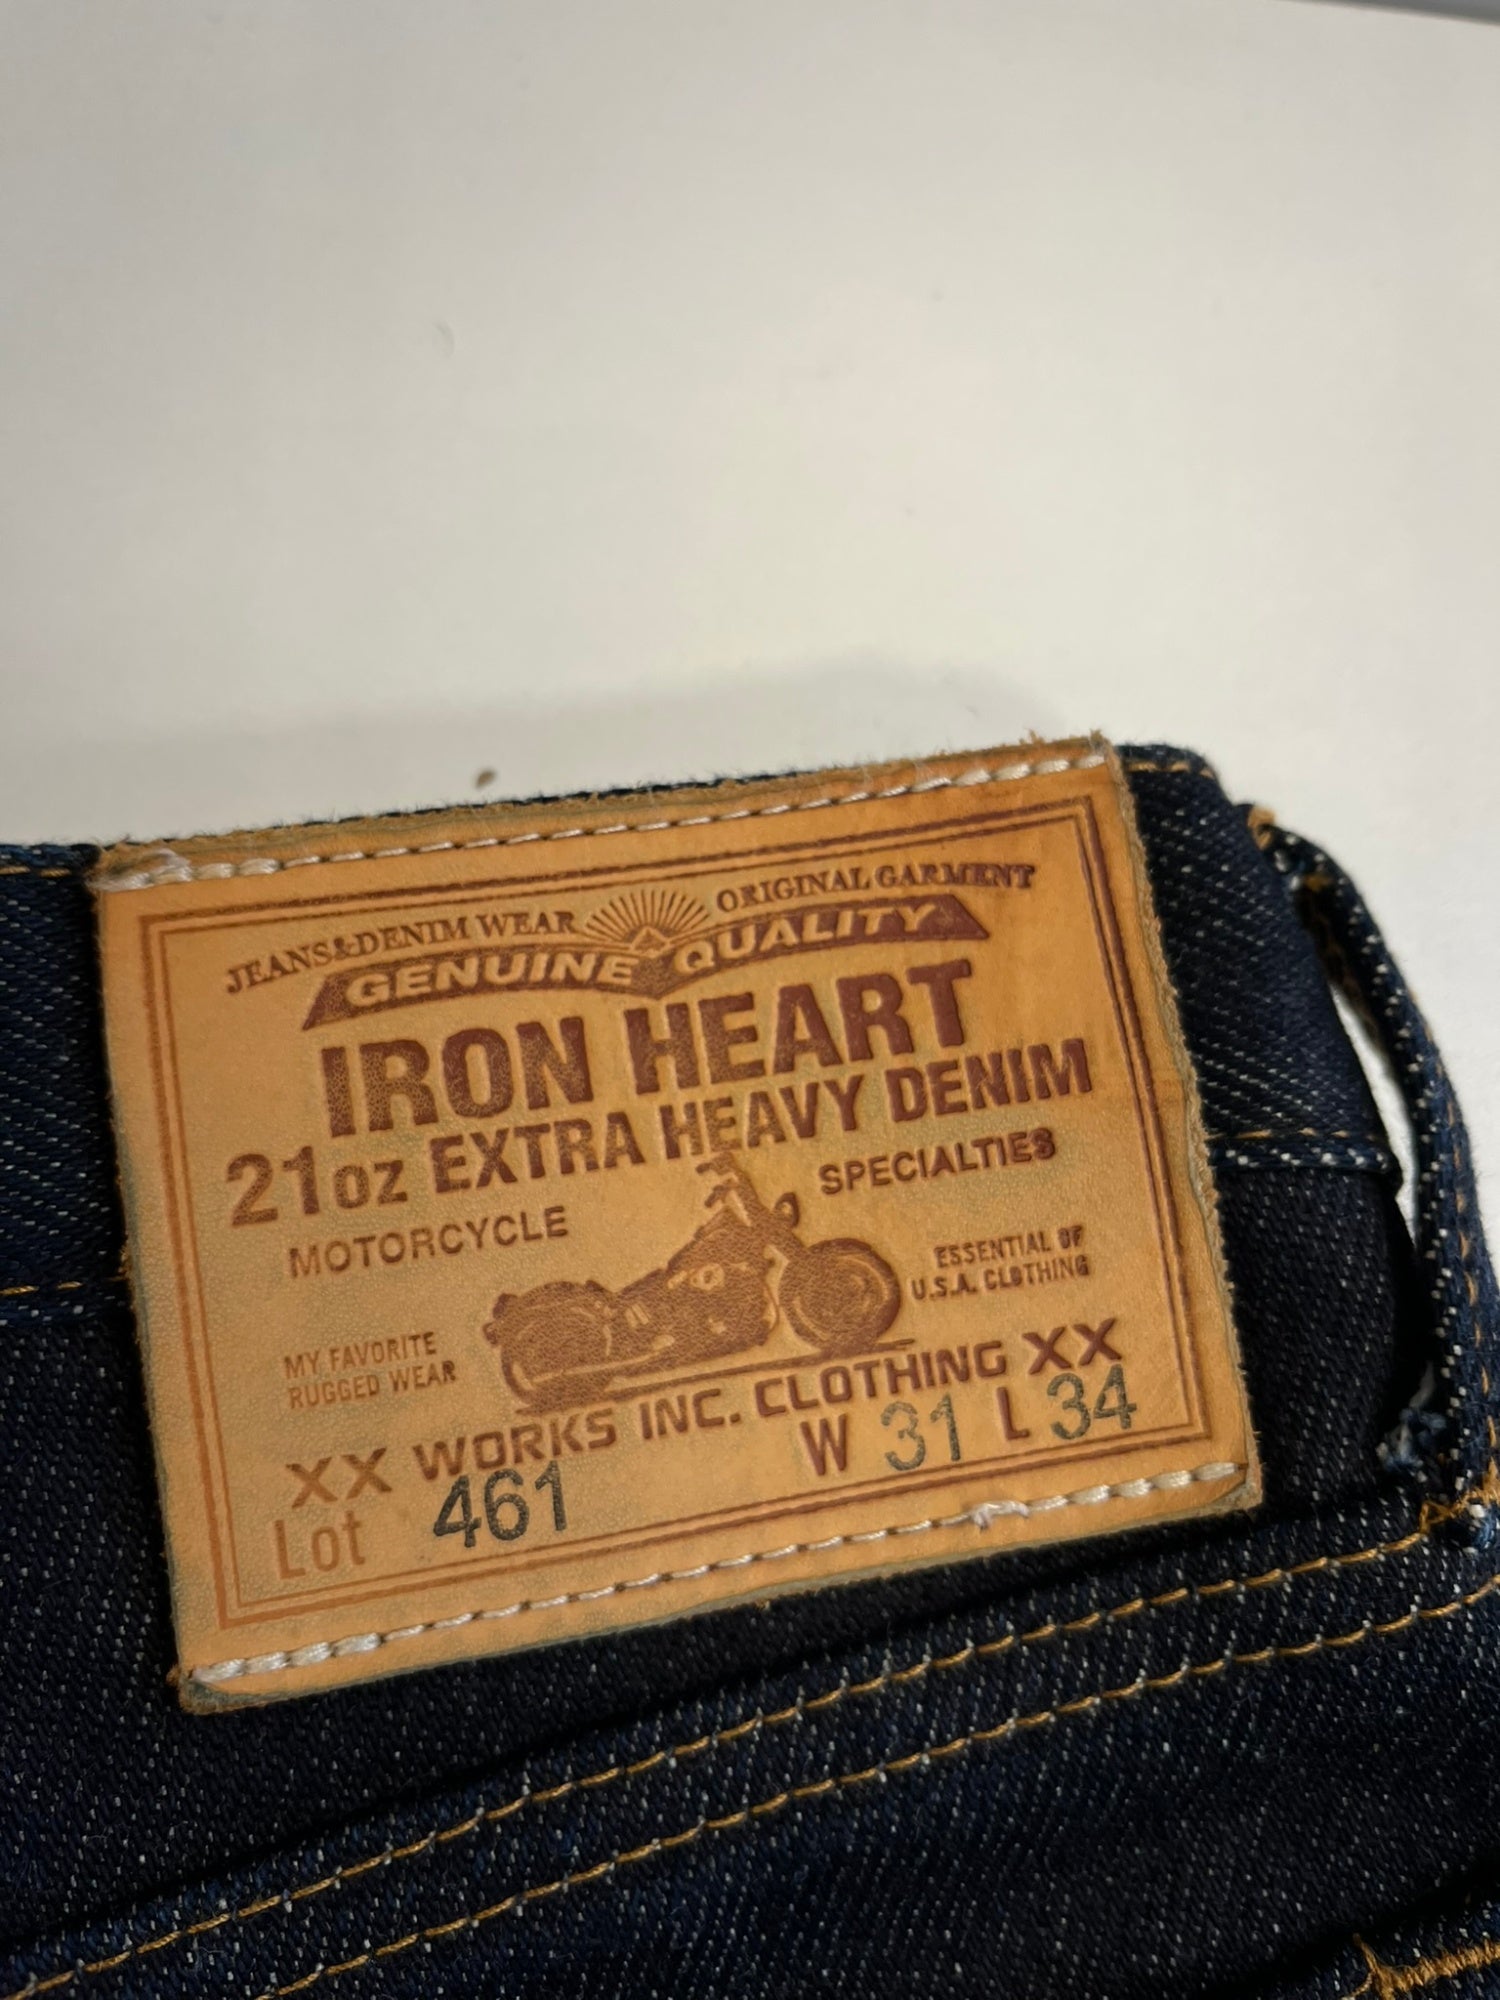 JEANS&DENIM WEAR ORIGINAL GARMENT
GENUINE QUALITY
IRON HEART
21oz EXTRA HEAVY DENIM
MOTORCYCLE SPECIALTIES
ESSENTIAL OF
U.S.A. CLOTHING
MY FAVORITE
RUGGED WEAR
XX WORKS INC. CLOTHING XX
Lot 461 W 31 L 34